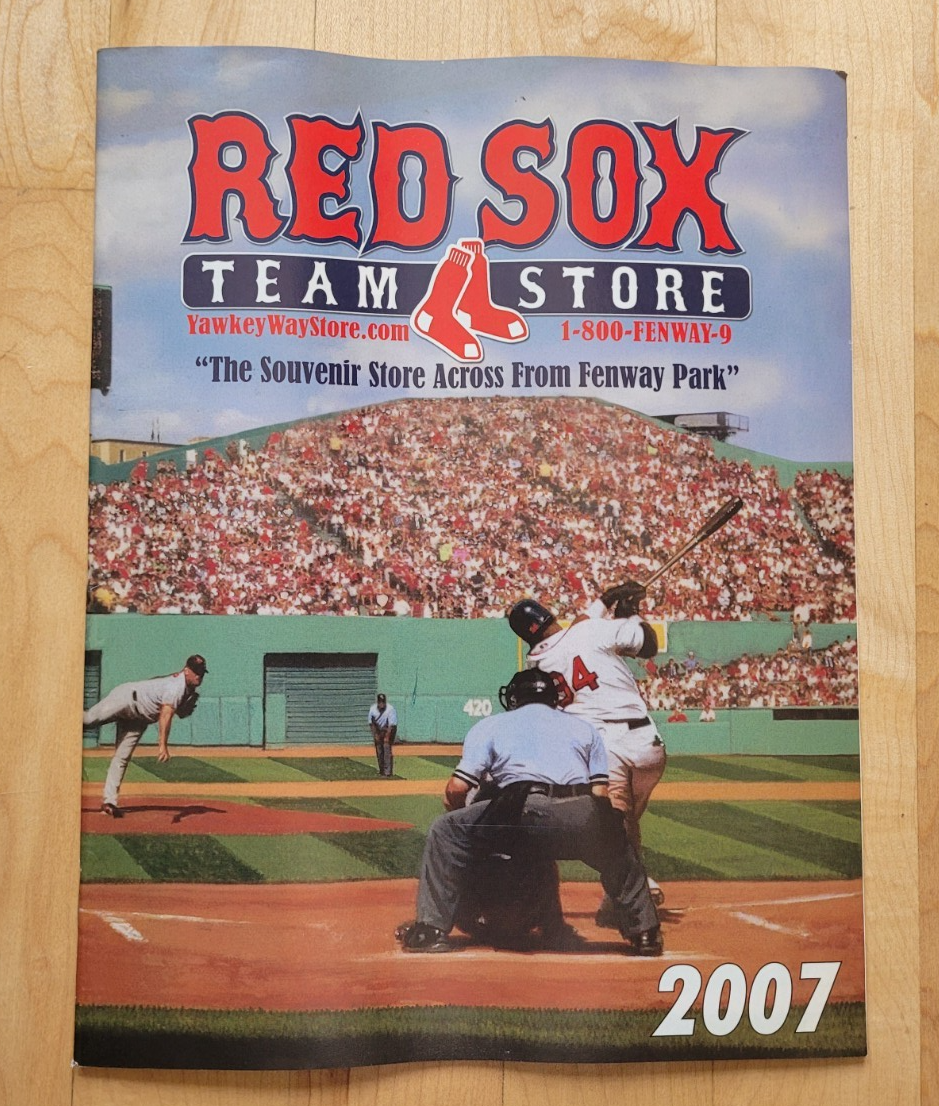 RED SOX
TEAM STORE
YawkeyWayStore.com 1-800-FENWAY-9
“The Souvenir Store Across From Fenway Park”
34
420
2007